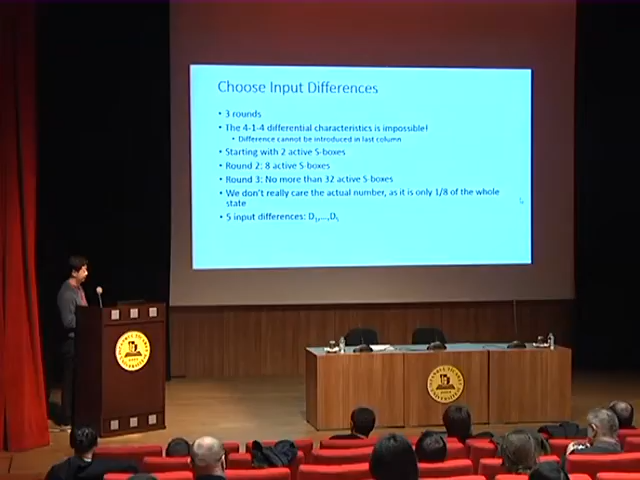 Choose Input Differences
• 3 rounds
• The 4-1-4 differential characteristics is impossible!
• Difference cannot be introduced in last column
• Starting with 2 active S-boxes
• Round 2: 8 active S-boxes
• Round 3: No more than 32 active S-boxes
• We don't really care the actual number, as it is only 1/8 of the whole
state
• 5 input differences: D1,...,D5